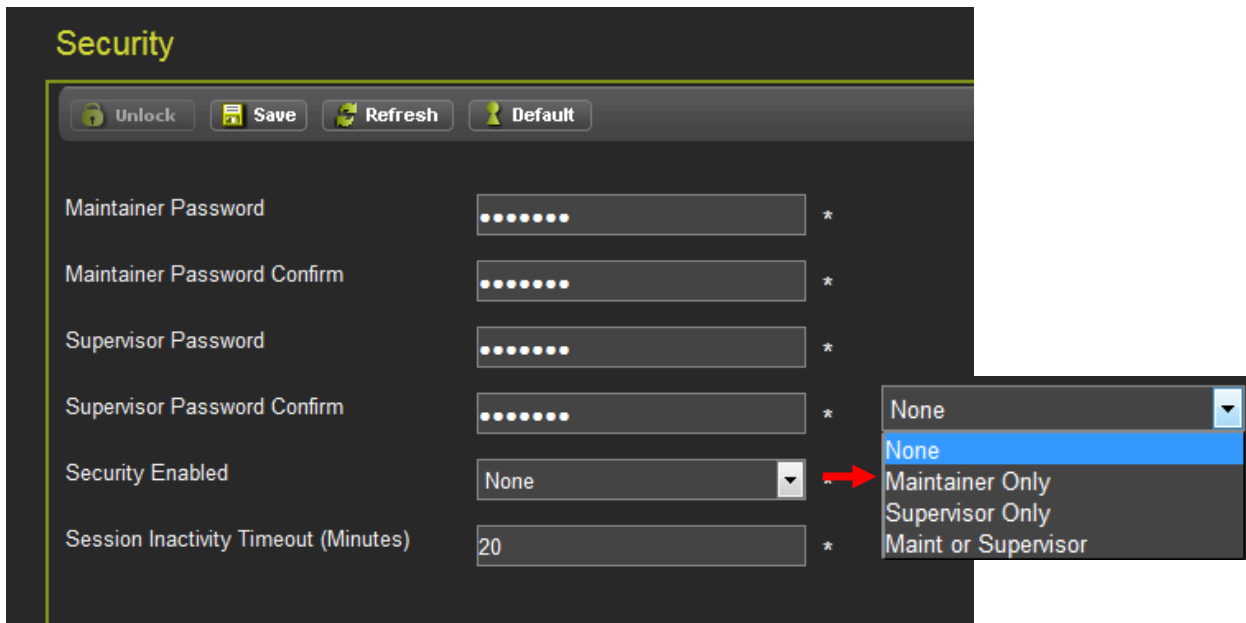 Security
Unlock Save Refresh Default
Maintainer Password ••••••• *
Maintainer Password Confirm ••••••• *
Supervisor Password ••••••• *
Supervisor Password Confirm ••••••• *
Security Enabled None *
Session Inactivity Timeout (Minutes) 20 *
None
None
Maintainer Only
Supervisor Only
Maint or Supervisor